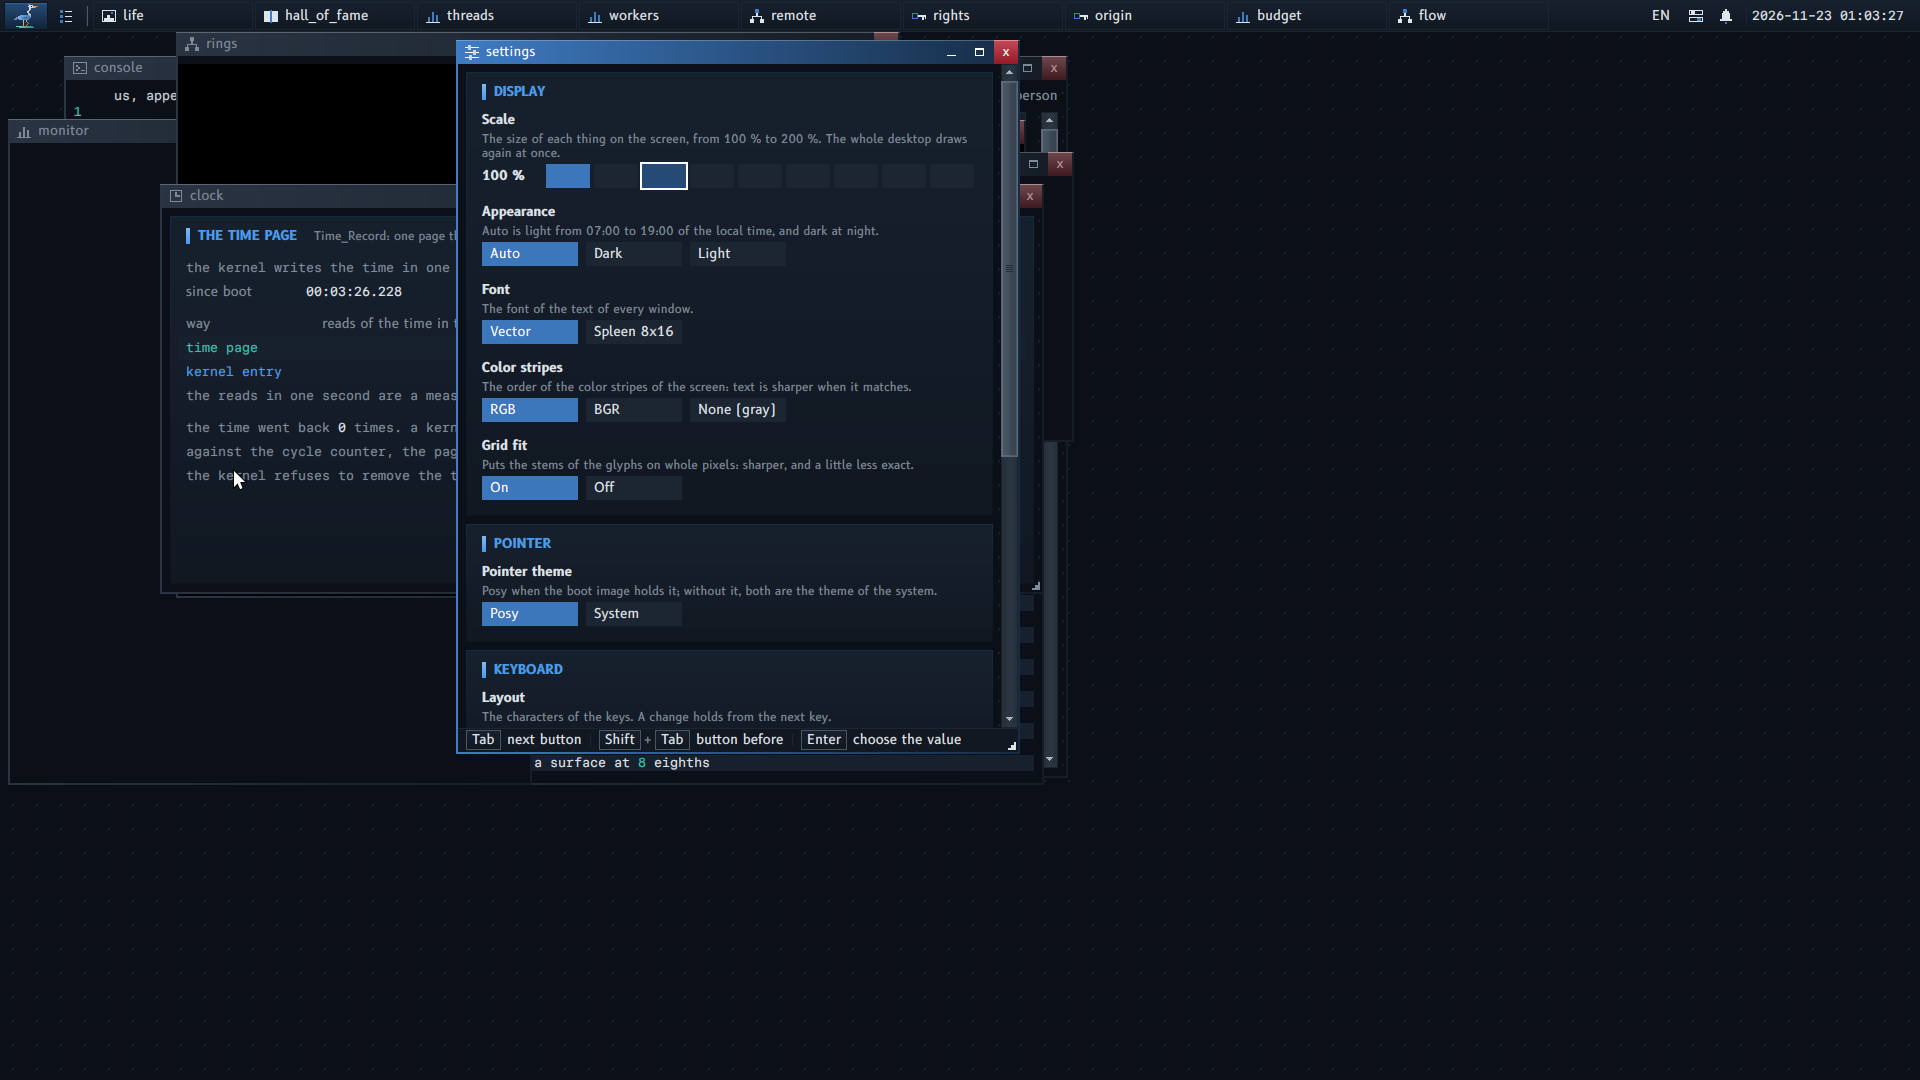 life hall_of_fame threads workers remote rights origin budget flow EN 2026-11-23 01:03:27
rings
settings
console
us, appe
1
monitor
clock
THE TIME PAGE Time_Record: one page t
the kernel writes the time in one
since boot 00:03:26.228
way reads of the time in t
time page
kernel entry
the reads in one second are a meas
the time went back 0 times. a kern
against the cycle counter, the pag
the kernel refuses to remove the t
DISPLAY
Scale
The size of each thing on the screen, from 100 % to 200 %. The whole desktop draws
again at once.
100 %
Appearance
Auto is light from 07:00 to 19:00 of the local time, and dark at night.
Auto Dark Light
Font
The font of the text of every window.
Vector Spleen 8x16
Color stripes
The order of the color stripes of the screen: text is sharper when it matches.
RGB BGR None (gray)
Grid fit
Puts the stems of the glyphs on whole pixels: sharper, and a little less exact.
On Off
POINTER
Pointer theme
Posy when the boot image holds it; without it, both are the theme of the system.
Posy System
KEYBOARD
Layout
The characters of the keys. A change holds from the next key.
Tab next button Shift + Tab button before Enter choose the value
person
a surface at 8 eighths